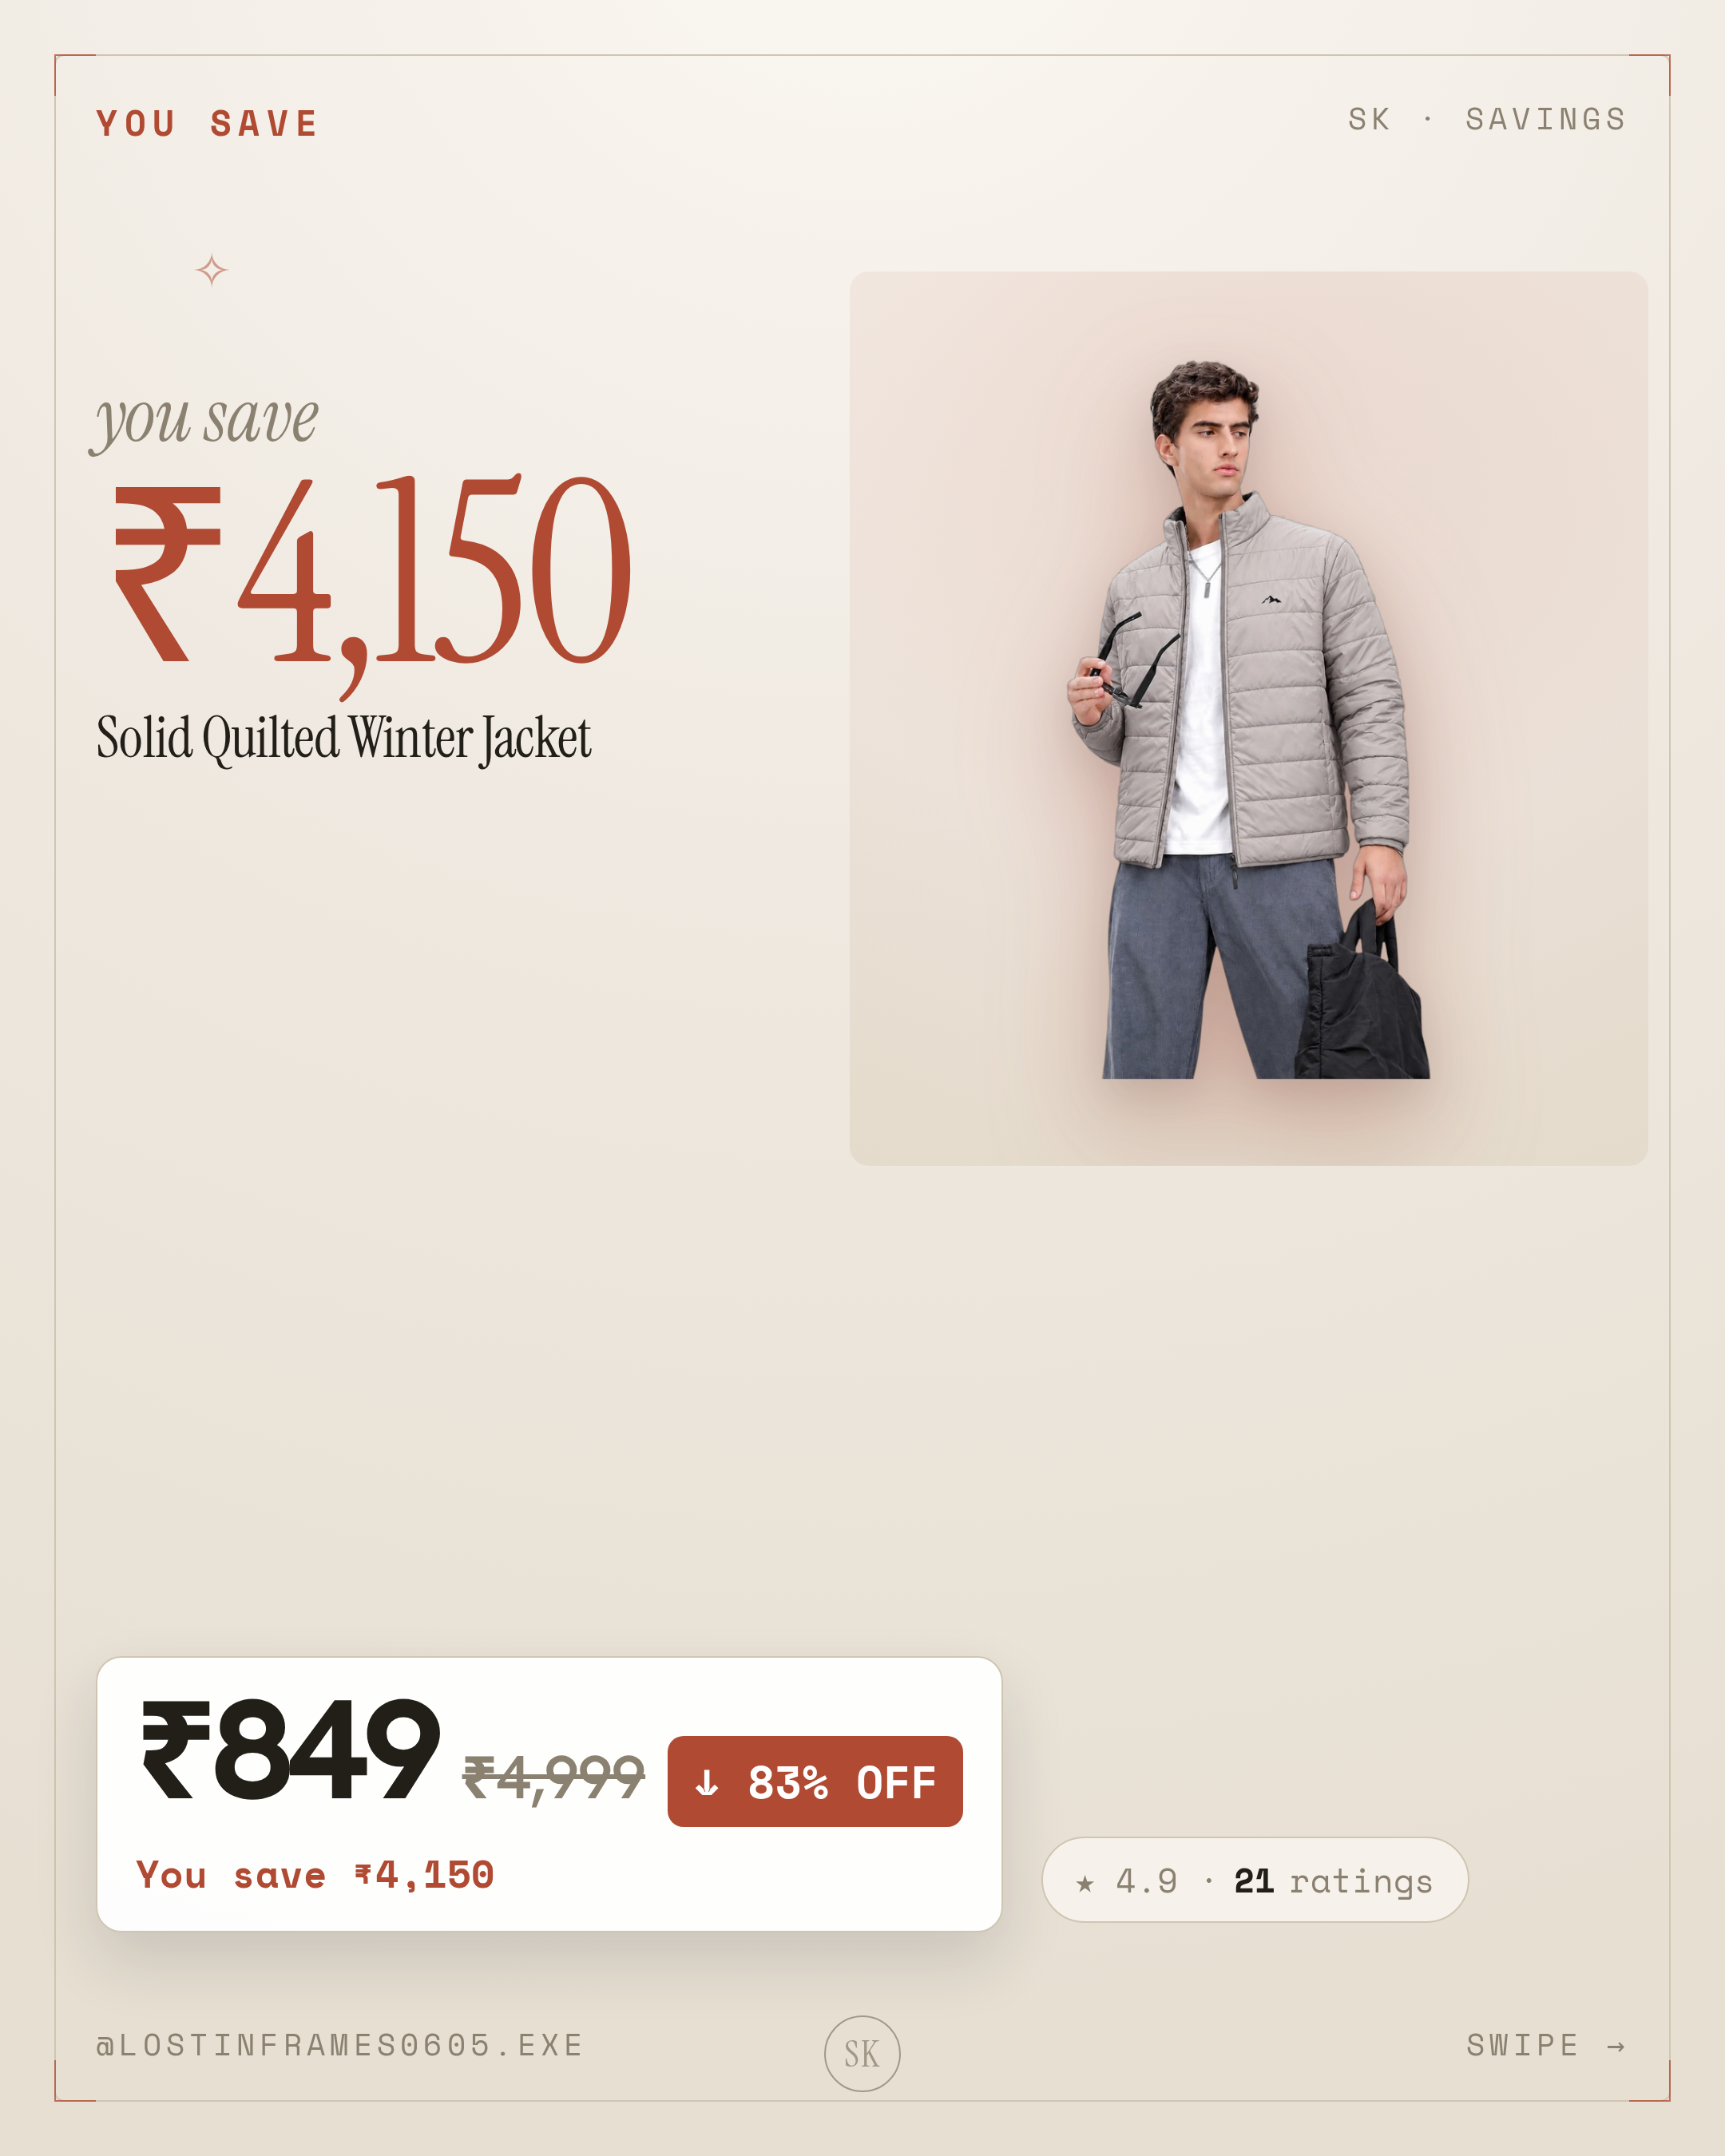 YOU SAVE
SK · SAVINGS
you save
₹4,150
Solid Quilted Winter Jacket
₹849 ₹4,999 ↓ 83% OFF
You save ₹4,150
★ 4.9 · 21 ratings
@LOSTINFRAMES0605.EXE
SK
SWIPE →